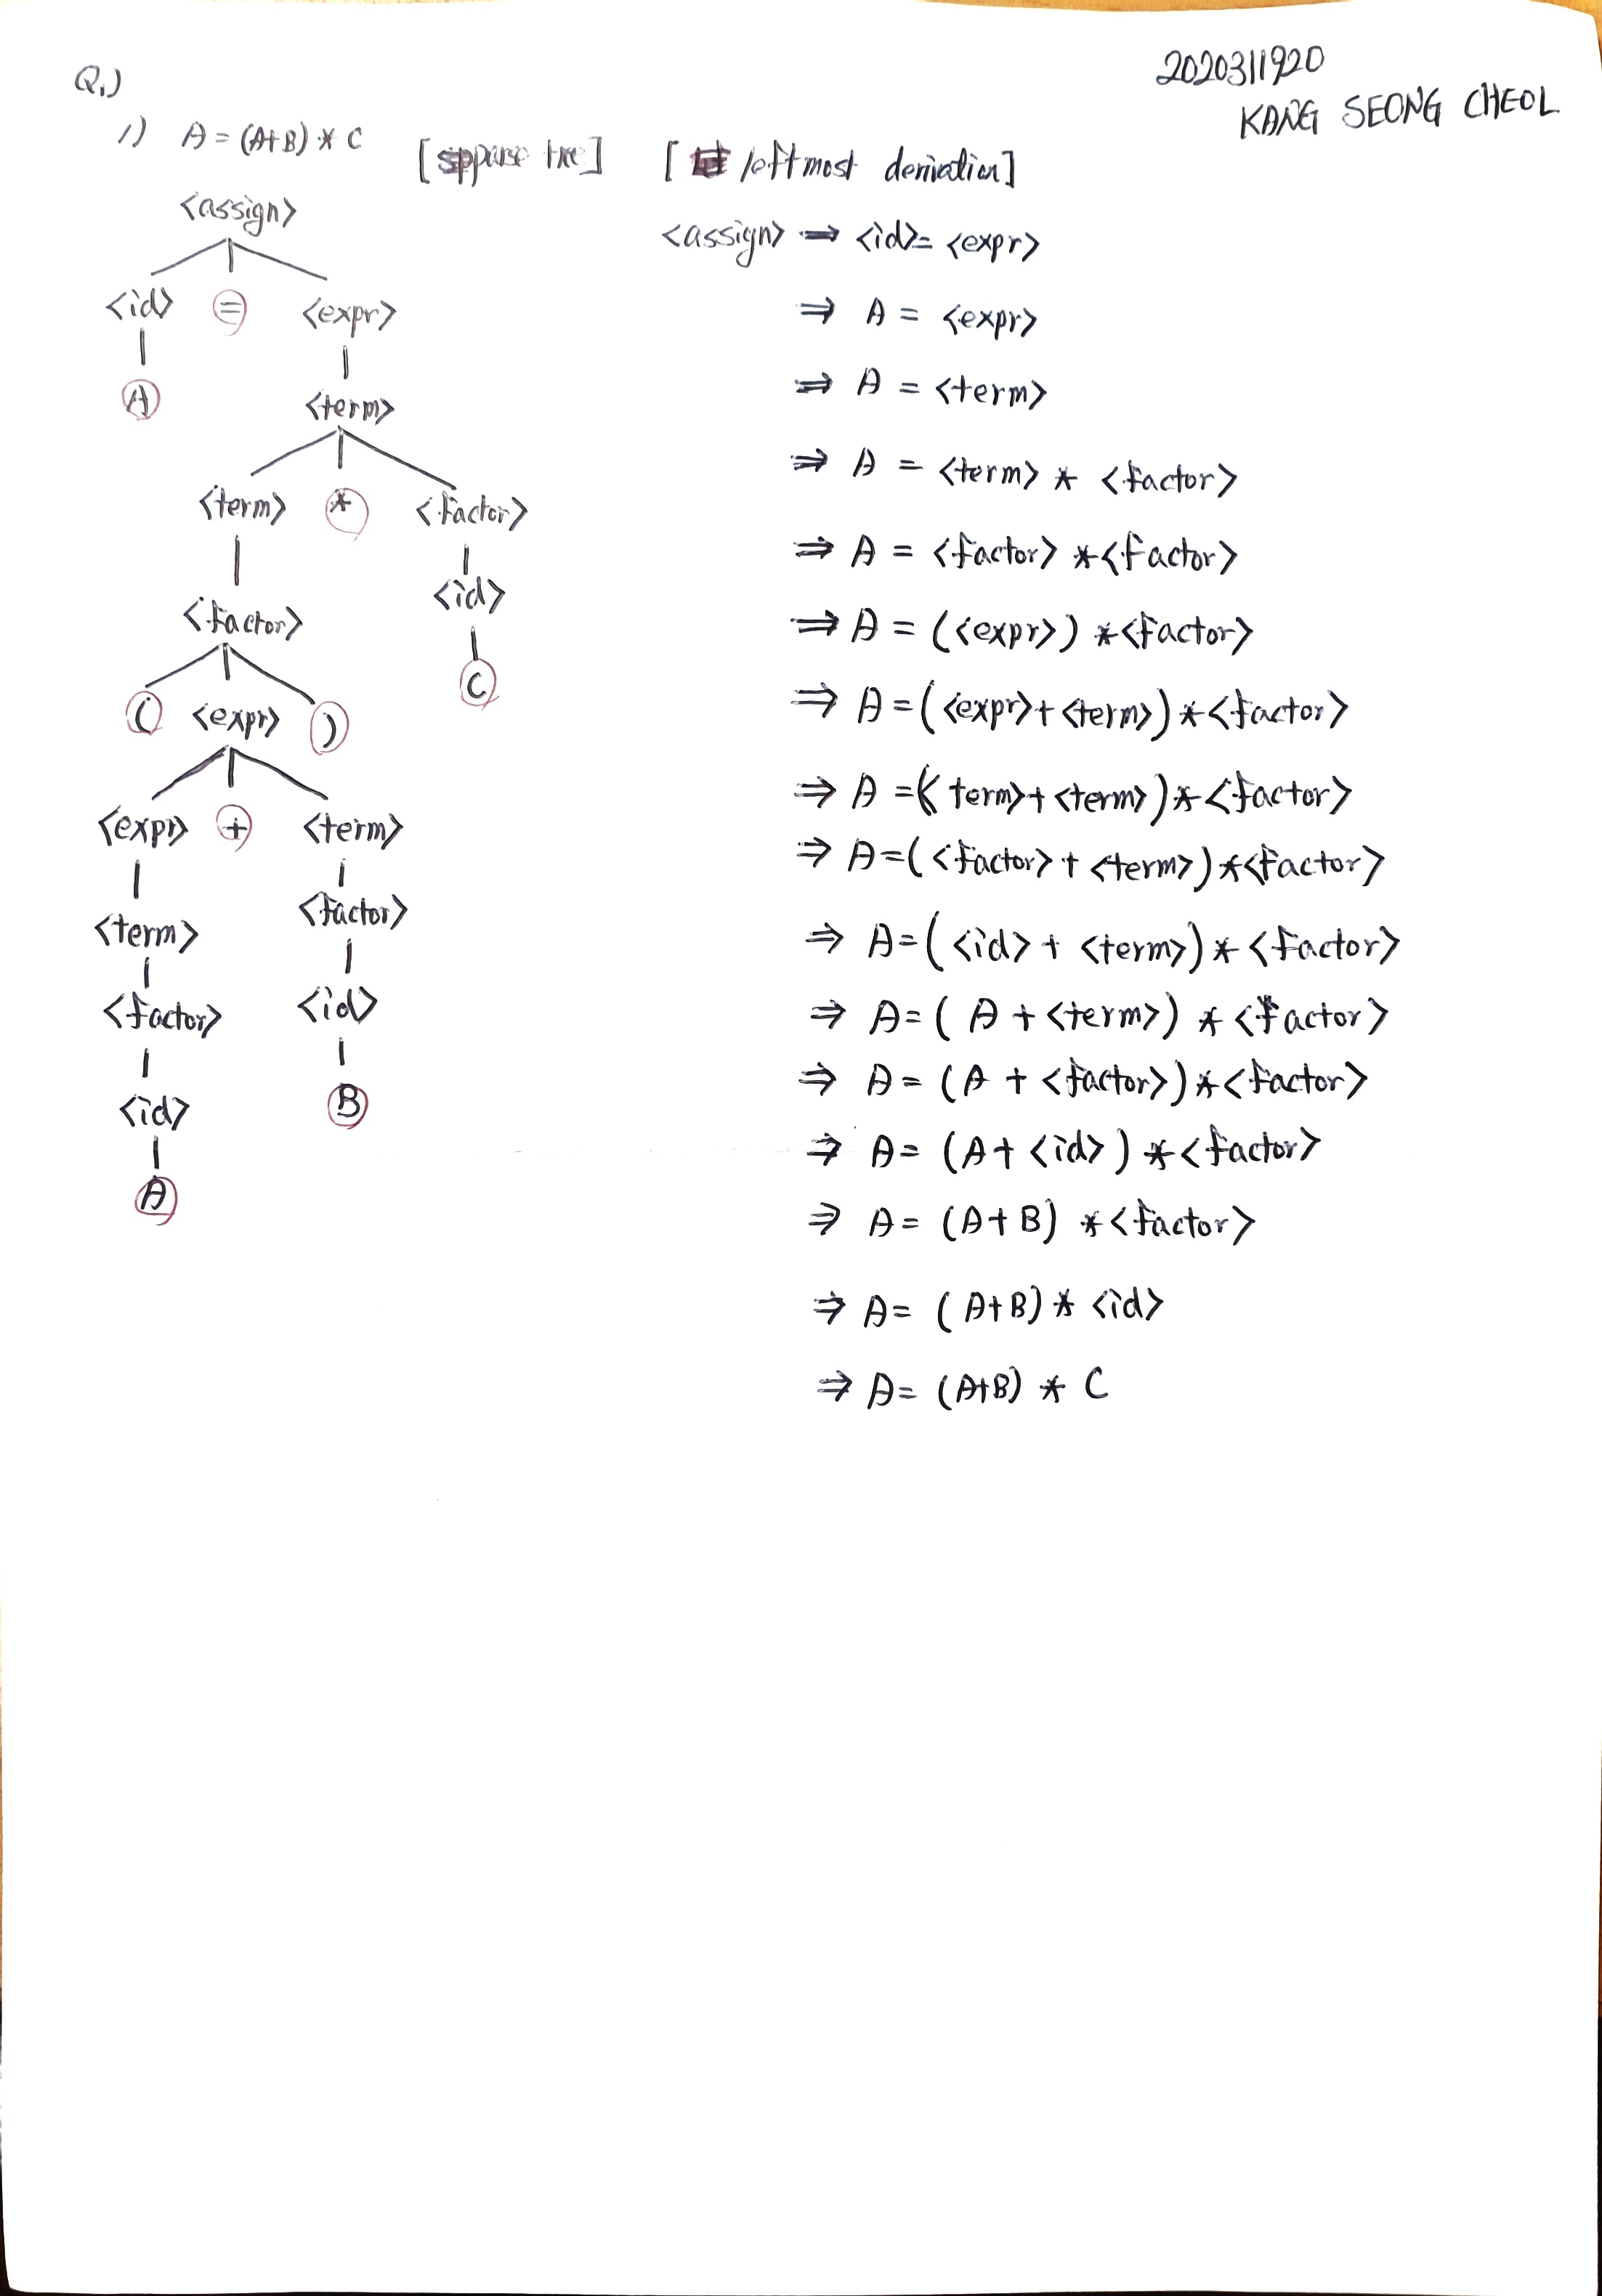 Q.)
2020311920
KANG SEONG CHEOL
1) A = (A+B) * C
[parse tree]
<assign>
<id> = <expr>
A
<term>
<term> * <factor>
<factor> <id>
C
( <expr> )
<expr> + <term>
<term> <factor>
<factor> <id>
<id> B
A
[leftmost derivation]
<assign> ⇒ <id> = <expr>
⇒ A = <expr>
⇒ A = <term>
⇒ A = <term> * <factor>
⇒ A = <factor> * <factor>
⇒ A = (<expr>) * <factor>
⇒ A = (<expr> + <term>) * <factor>
⇒ A = (<term> + <term>) * <factor>
⇒ A = (<factor> + <term>) * <factor>
⇒ A = (<id> + <term>) * <factor>
⇒ A = (A + <term>) * <factor>
⇒ A = (A + <factor>) * <factor>
⇒ A = (A + <id>) * <factor>
⇒ A = (A + B) * <factor>
⇒ A = (A+B) * <id>
⇒ A = (A+B) * C